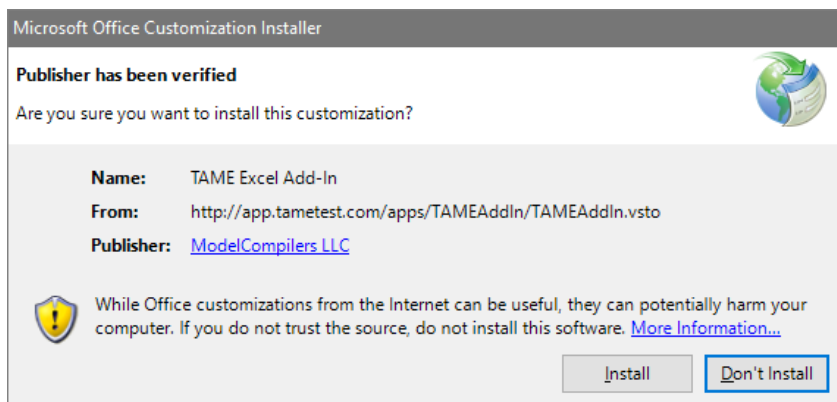 Microsoft Office Customization Installer
Publisher has been verified
Are you sure you want to install this customization?
Name: TAME Excel Add-In
From: http://app.tametest.com/apps/TAMEAddIn/TAMEAddIn.vsto
Publisher: ModelCompilers LLC
While Office customizations from the Internet can be useful, they can potentially harm your
computer. If you do not trust the source, do not install this software. More Information...
Install Don't Install